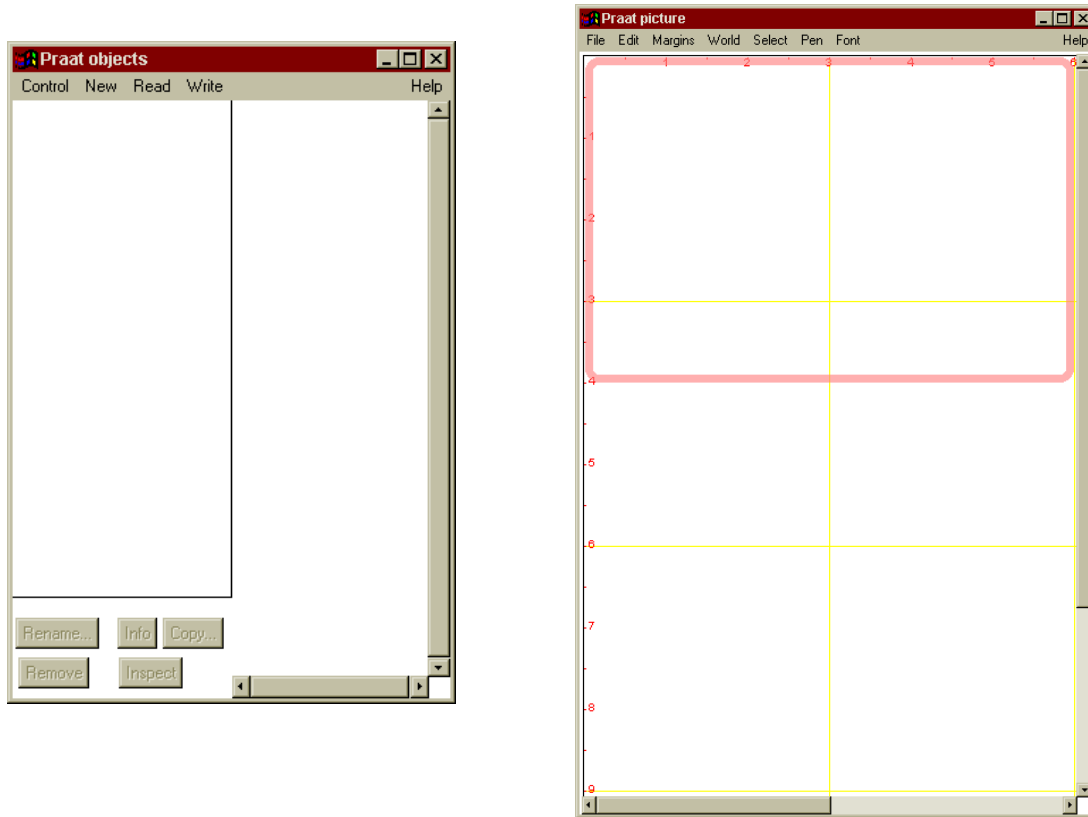 Praat objects
Control New Read Write Help
Rename... Info Copy...
Remove Inspect
Praat picture
File Edit Margins World Select Pen Font Help
1 2 3 4 5 6
1
2
3
4
5
6
7
8
9